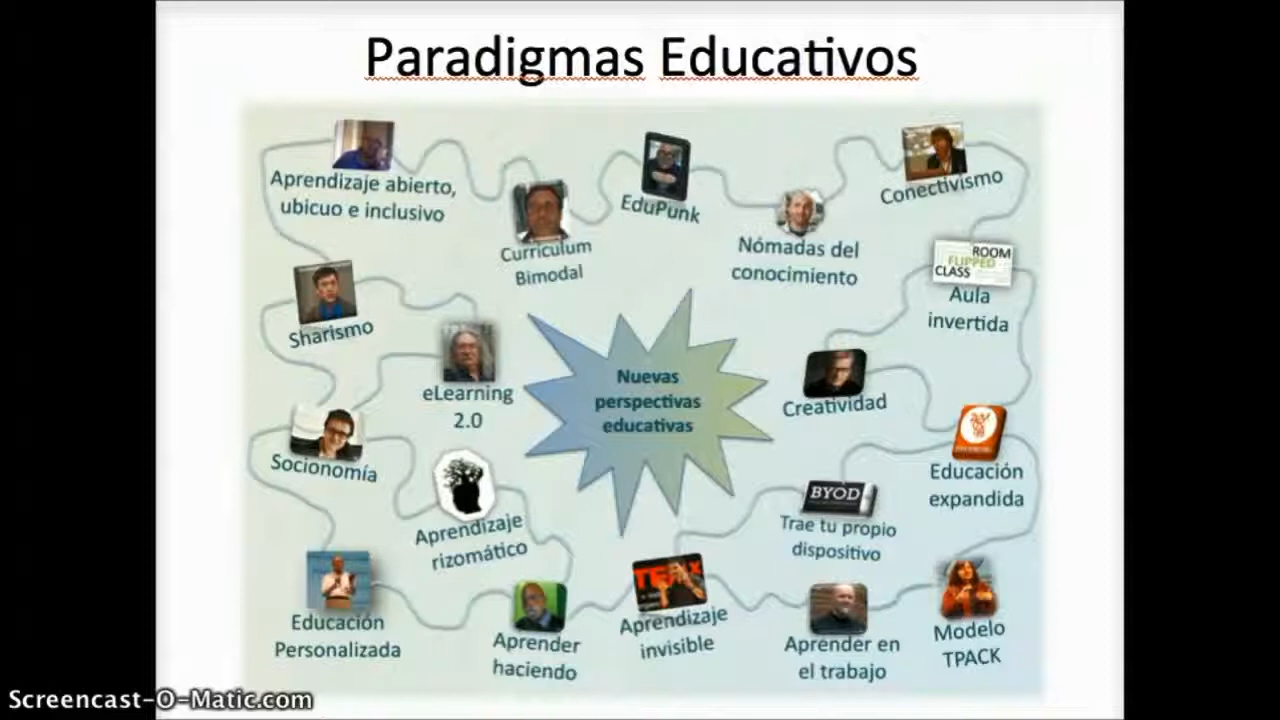 Paradigmas Educativos
Aprendizaje abierto,
ubicuo e inclusivo
Curriculum
Bimodal
EduPunk
Nómadas del
conocimiento
Conectivismo
ROOM
FLIPPED
CLASS
Aula
invertida
Sharismo
eLearning
2.0
Nuevas
perspectivas
educativas
Creatividad
Socionomía
Aprendizaje
rizomático
BYOD
Trae tu propio
dispositivo
Educación
expandida
Educación
Personalizada
Aprender
haciendo
TEDx
Aprendizaje
invisible
Aprender en
el trabajo
Modelo
TPACK
Screencast-O-Matic.com